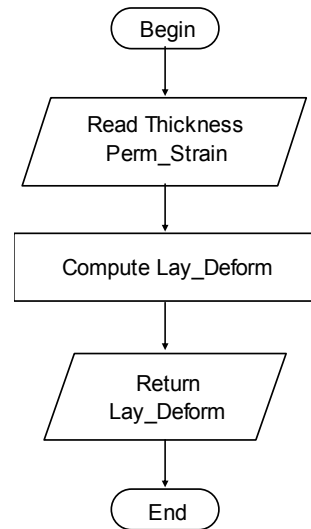 Begin
Read Thickness
Perm_Strain
Compute Lay_Deform
Return
Lay_Deform
End